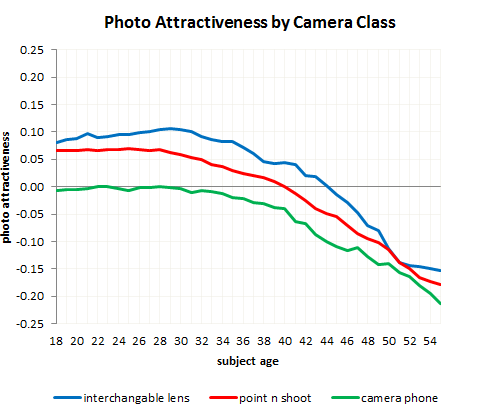 Photo Attractiveness by Camera Class
0.25
0.20
0.15
0.10
0.05
0.00
-0.05
-0.10
-0.15
-0.20
-0.25
photo attractiveness
18 20 22 24 26 28 30 32 34 36 38 40 42 44 46 48 50 52 54
subject age
interchangable lens point n shoot camera phone